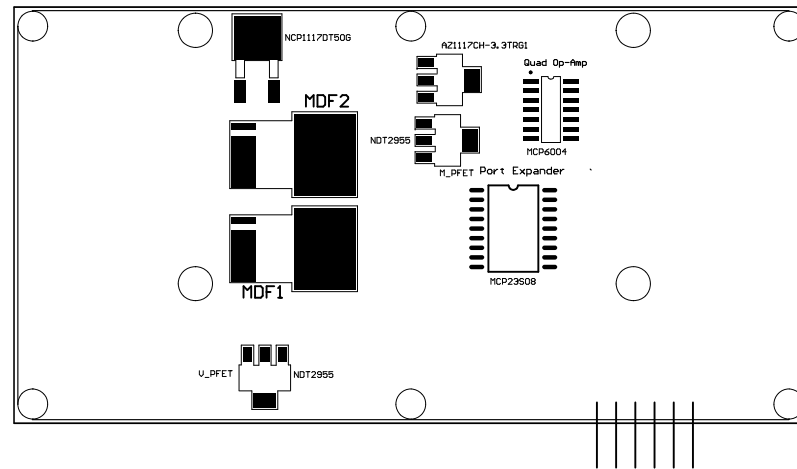 NCP1117DT50G
AZ1117CH-3.3TRG1
Quad Op-Amp
MDF2
NDT2955
MCP6004
M_PFET
Port Expander
MCP23S08
MDF1
V_PFET
NDT2955